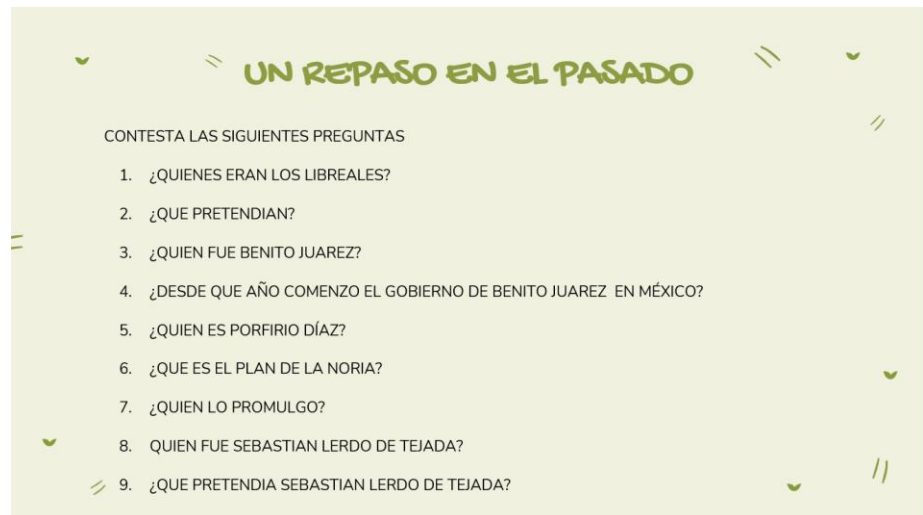 UN REPASO EN EL PASADO
CONTESTA LAS SIGUIENTES PREGUNTAS
1. ¿QUIENES ERAN LOS LIBREALES?
2. ¿QUE PRETENDIAN?
3. ¿QUIEN FUE BENITO JUAREZ?
4. ¿DESDE QUE AÑO COMENZO EL GOBIERNO DE BENITO JUAREZ EN MÉXICO?
5. ¿QUIEN ES PORFIRIO DÍAZ?
6. ¿QUE ES EL PLAN DE LA NORIA?
7. ¿QUIEN LO PROMULGO?
8. QUIEN FUE SEBASTIAN LERDO DE TEJADA?
9. ¿QUE PRETENDIA SEBASTIAN LERDO DE TEJADA?